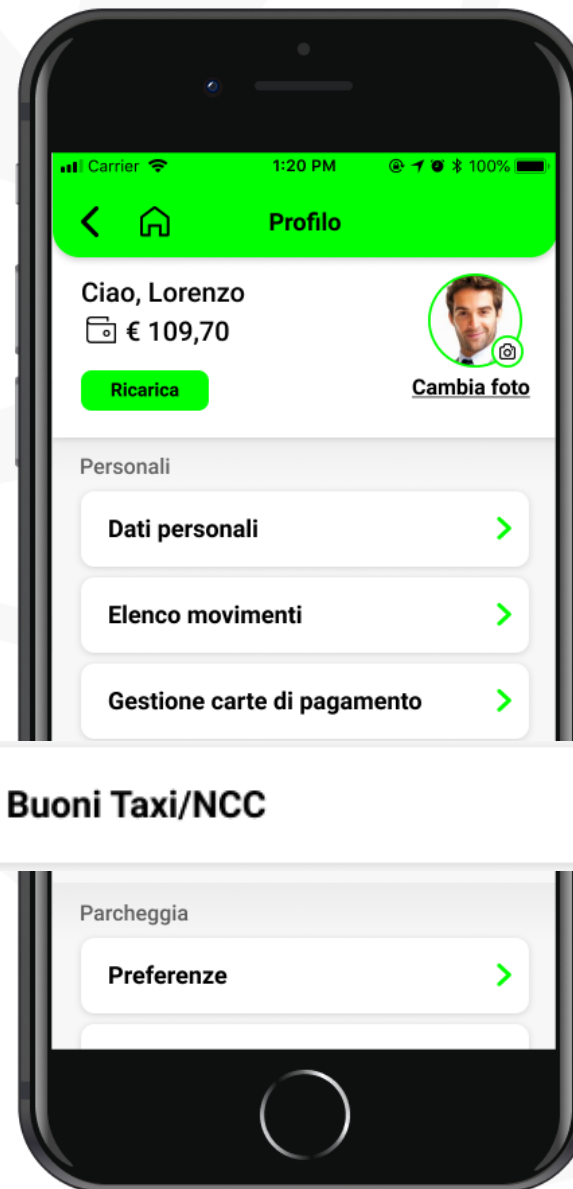 Carrier 1:20 PM 100%
Profilo
Ciao, Lorenzo
€ 109,70
Ricarica
Cambia foto
Personali
Dati personali
Elenco movimenti
Gestione carte di pagamento
Buoni Taxi/NCC
Parcheggia
Preferenze